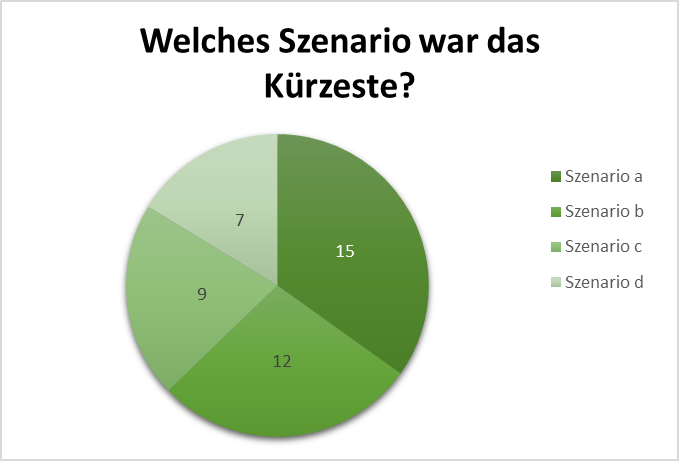 Welches Szenario war das
Kürzeste?
Szenario a
Szenario b
Szenario c
Szenario d
15
12
9
7